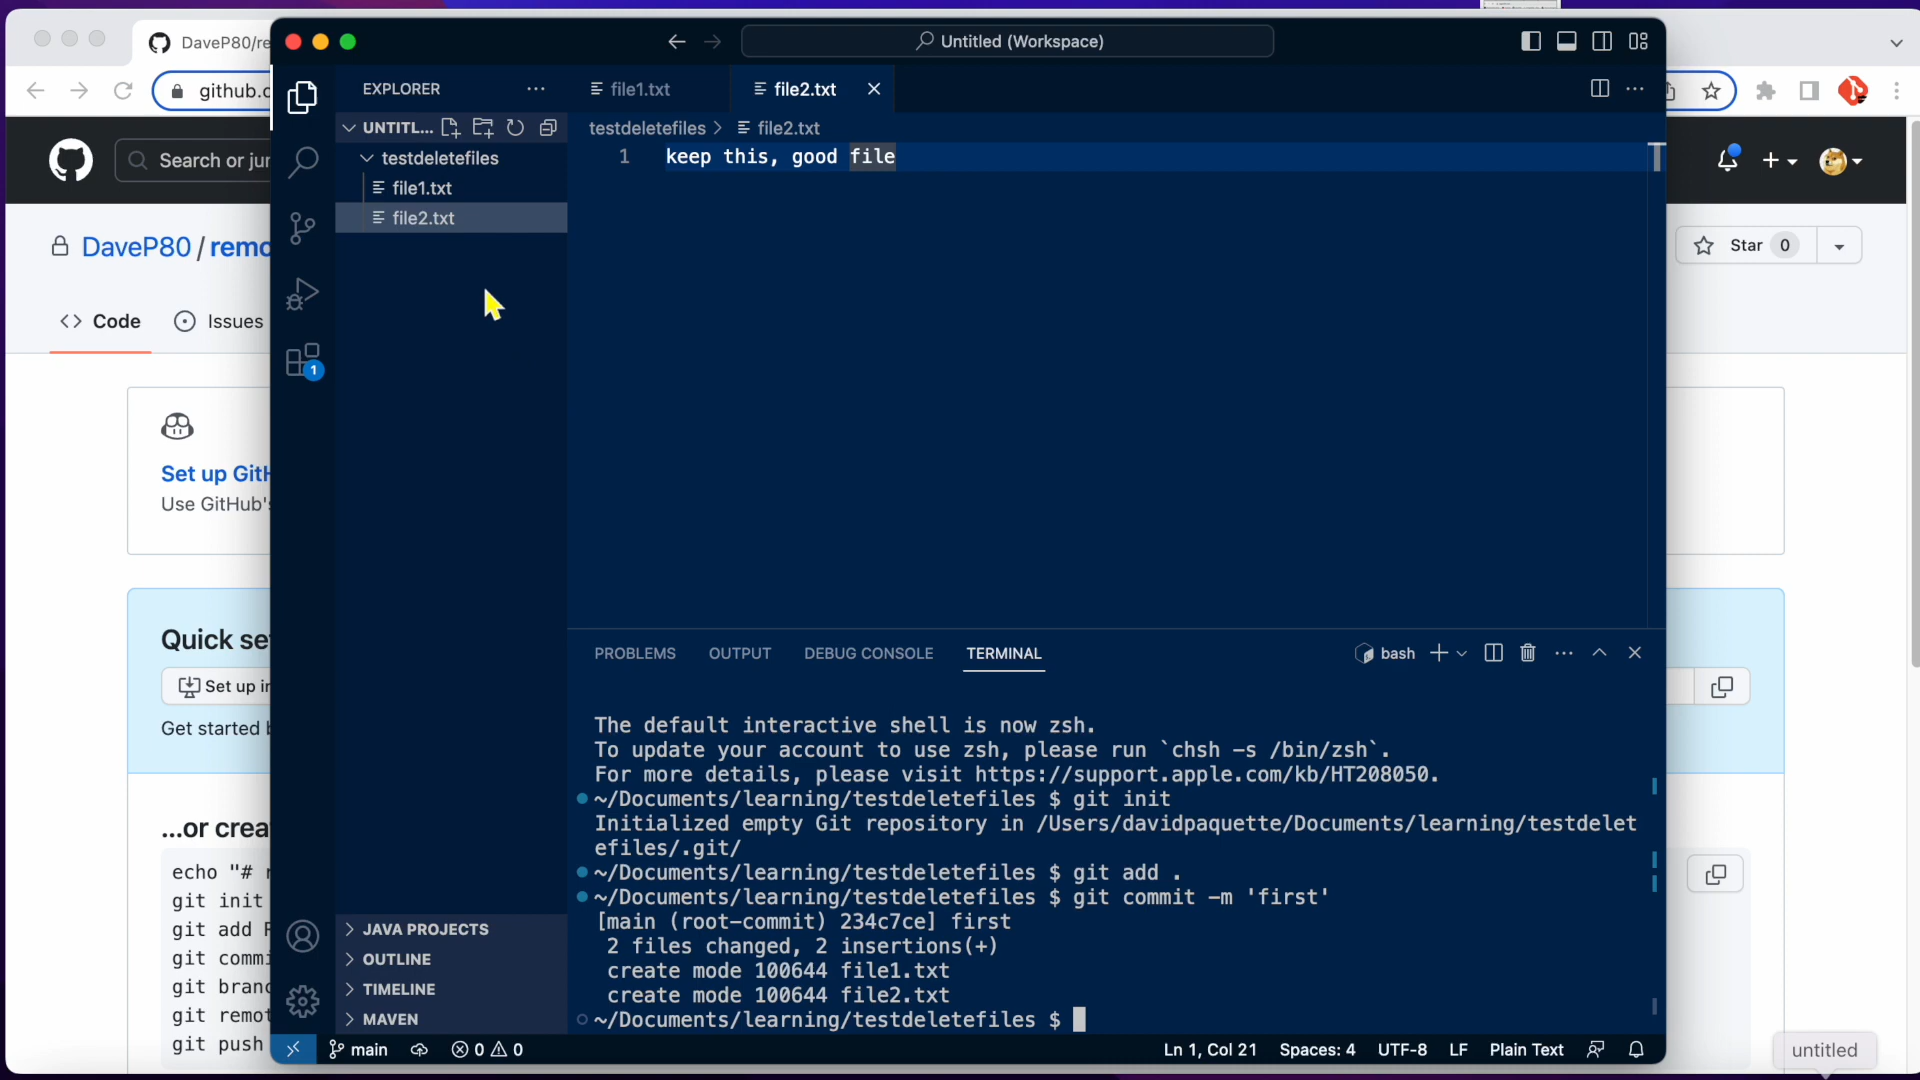 DaveP80/re
github.c
Search or jur
DaveP80/remo
Star 0
Code
Issues
Set up GitH
Use GitHub's
Quick se
Set up in
Get started b
...or crea
echo "# r
git init
git add
git commi
git branc
git remot
git push
Untitled (Workspace)
EXPLORER
UNTITL...
testdeletefiles
file1.txt
file2.txt
1
JAVA PROJECTS
OUTLINE
TIMELINE
MAVEN
file1.txt
file2.txt
testdeletefiles > file2.txt
1 keep this, good file
PROBLEMS OUTPUT DEBUG CONSOLE TERMINAL
bash
The default interactive shell is now zsh.
To update your account to use zsh, please run `chsh -s /bin/zsh`.
For more details, please visit https://support.apple.com/kb/HT208050.
~/Documents/learning/testdeletefiles $ git init
Initialized empty Git repository in /Users/davidpaquette/Documents/learning/testdelet
efiles/.git/
~/Documents/learning/testdeletefiles $ git add .
~/Documents/learning/testdeletefiles $ git commit -m 'first'
[main (root-commit) 234c7ce] first
2 files changed, 2 insertions(+)
create mode 100644 file1.txt
create mode 100644 file2.txt
~/Documents/learning/testdeletefiles $
main
0 0
Ln 1, Col 21 Spaces: 4 UTF-8 LF Plain Text
untitled